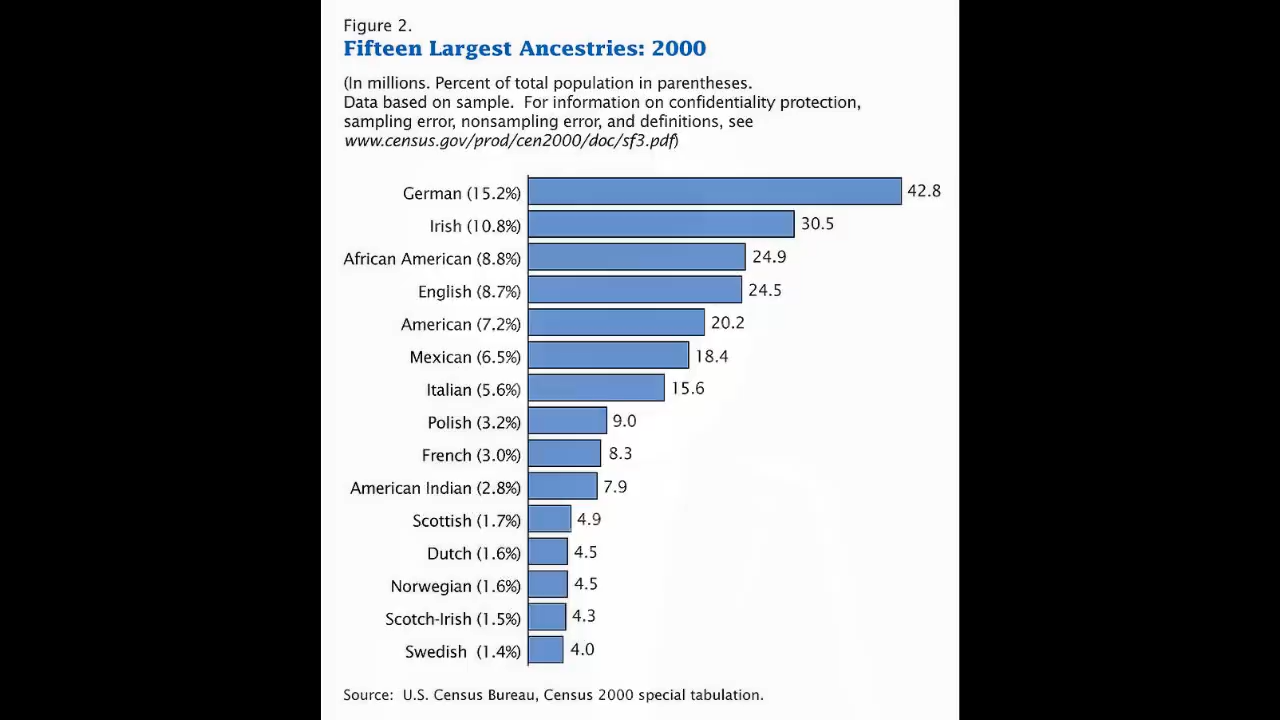 Figure 2.
Fifteen Largest Ancestries: 2000
(In millions. Percent of total population in parentheses.
Data based on sample. For information on confidentiality protection,
sampling error, nonsampling error, and definitions, see
www.census.gov/prod/cen2000/doc/sf3.pdf)
German (15.2%) 42.8
Irish (10.8%) 30.5
African American (8.8%) 24.9
English (8.7%) 24.5
American (7.2%) 20.2
Mexican (6.5%) 18.4
Italian (5.6%) 15.6
Polish (3.2%) 9.0
French (3.0%) 8.3
American Indian (2.8%) 7.9
Scottish (1.7%) 4.9
Dutch (1.6%) 4.5
Norwegian (1.6%) 4.5
Scotch-Irish (1.5%) 4.3
Swedish (1.4%) 4.0
Source: U.S. Census Bureau, Census 2000 special tabulation.